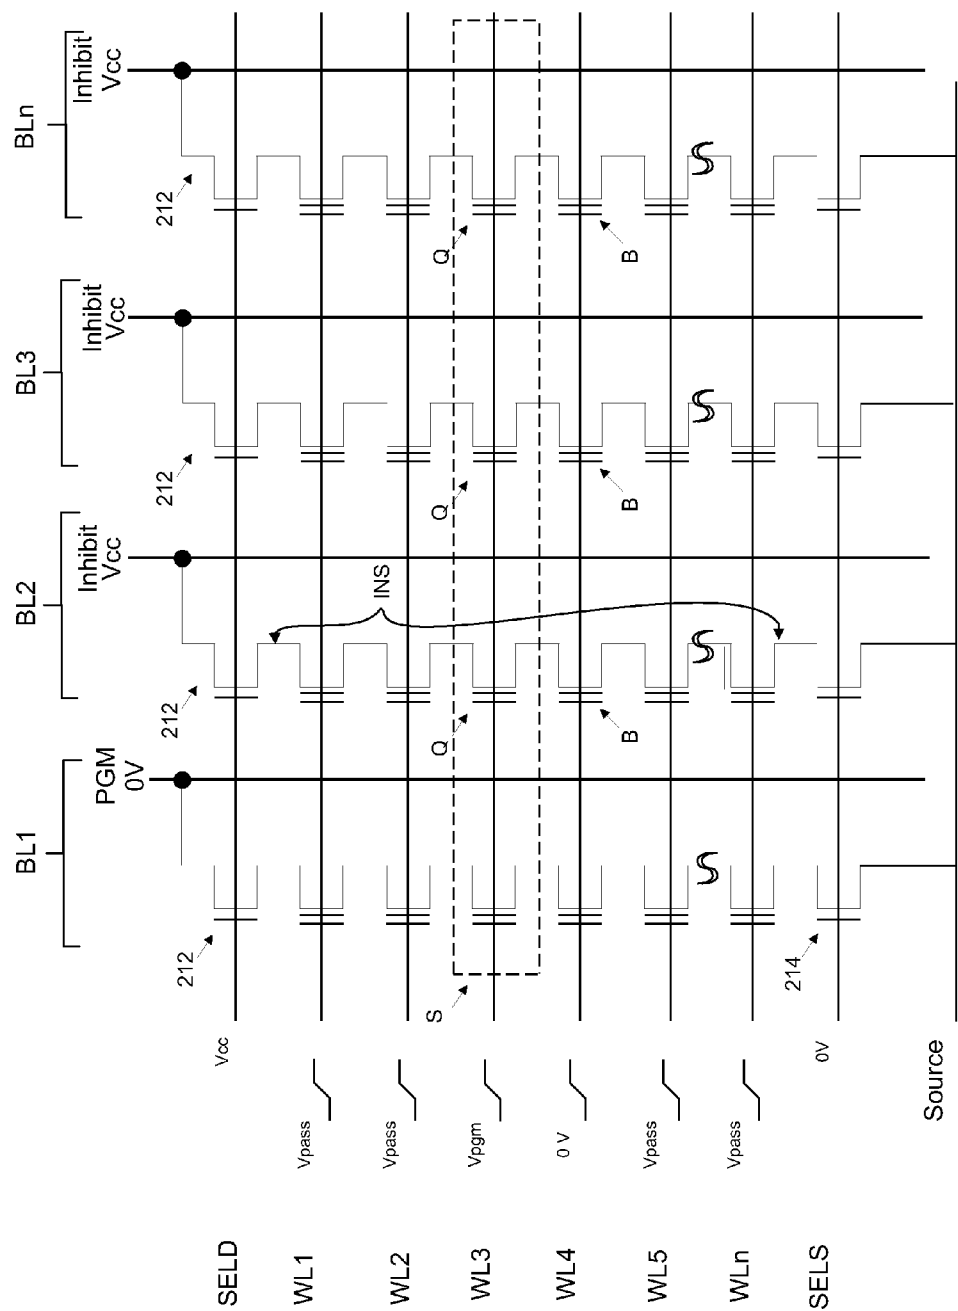 BL1
BL2
BL3
BLn
PGM
0V
Inhibit
Vcc
Inhibit
Vcc
Inhibit
Vcc
212
212
212
212
SELD
Vcc
WL1
Vpass
INS
WL2
Vpass
S
Q
Q
Q
WL3
Vpgm
WL4
0 V
B
B
B
WL5
Vpass
WLn
Vpass
214
SELS
0V
Source